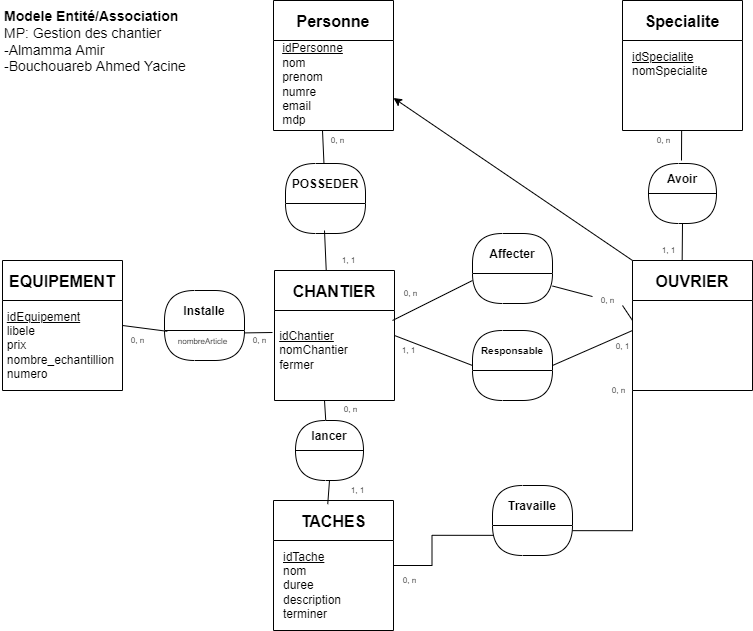 Modele Entité/Association
MP: Gestion des chantier
-Almamma Amir
-Bouchouareb Ahmed Yacine
Personne
idPersonne
nom
prenom
numre
email
mdp
Specialite
idSpecialite
nomSpecialite
0, n
0, n
POSSEDER
Avoir
1, 1
1, 1
EQUIPEMENT
idEquipement
libele
prix
nombre_echantillion
numero
0, n
Installe
nombreArticle
0, n
CHANTIER
idChantier
nomChantier
fermer
0, n
Affecter
0, n
1, 1
Responsable
0, 1
OUVRIER
0, n
0, n
lancer
1, 1
TACHES
idTache
nom
duree
description
terminer
0, n
Travaille